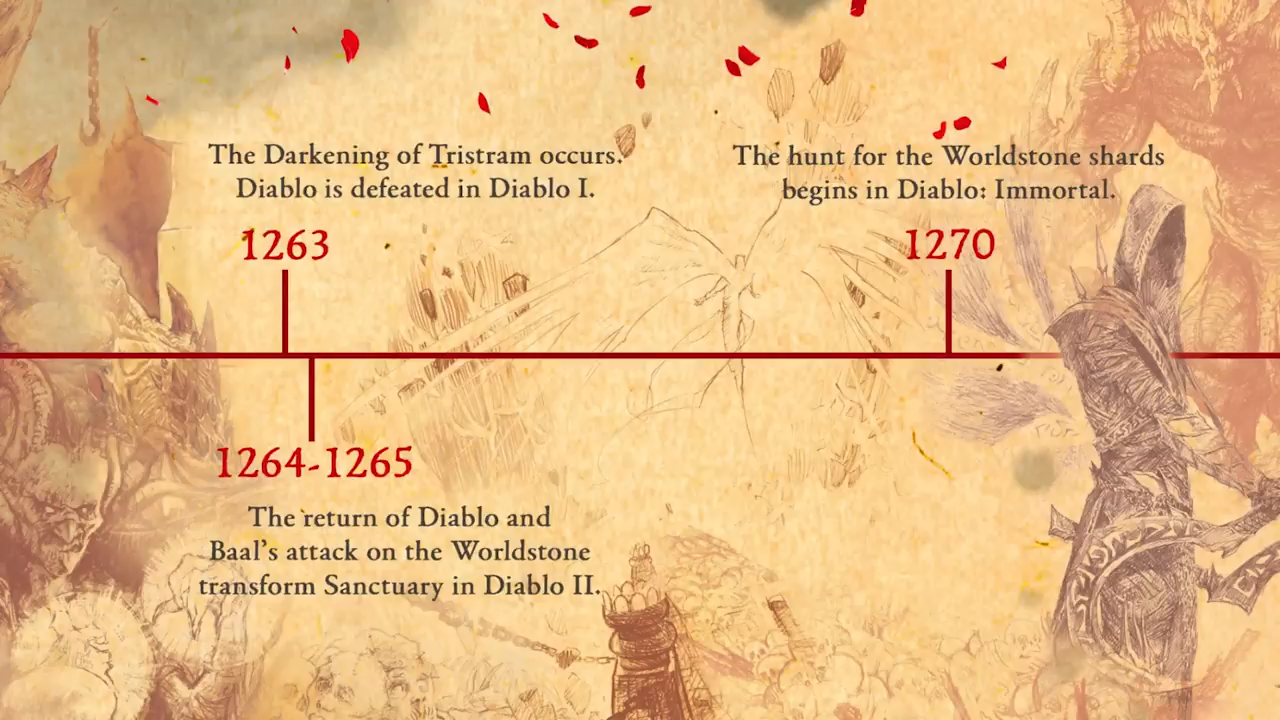 The Darkening of Tristram occurs.
Diablo is defeated in Diablo I.
1263
The hunt for the Worldstone shards
begins in Diablo: Immortal.
1270
1264-1265
The return of Diablo and
Baal's attack on the Worldstone
transform Sanctuary in Diablo II.